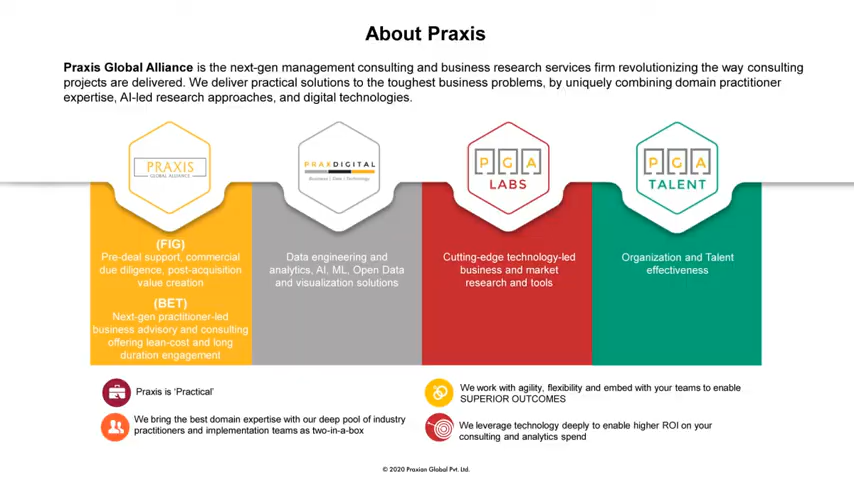 About Praxis
Praxis Global Alliance is the next-gen management consulting and business research services firm revolutionizing the way consulting
projects are delivered. We deliver practical solutions to the toughest business problems, by uniquely combining domain practitioner
expertise, AI-led research approaches, and digital technologies.
PRAXIS
GLOBAL ALLIANCE
PRAXDIGITAL
Business | Data | Technology
PGA
LABS
PGA
TALENT
(FIG)
Pre-deal support, commercial
due diligence, post-acquisition
value creation
(BET)
Next-gen practitioner-led
business advisory and consulting
offering lean-cost and long
duration engagement
Data engineering and
analytics, AI, ML, Open Data
and visualization solutions
Cutting-edge technology-led
business and market
research and tools
Organization and Talent
effectiveness
Praxis is ‘Practical’
We bring the best domain expertise with our deep pool of industry
practitioners and implementation teams as two-in-a-box
We work with agility, flexibility and embed with your teams to enable
SUPERIOR OUTCOMES
We leverage technology deeply to enable higher ROI on your
consulting and analytics spend
© 2020 Praxian Global Pvt. Ltd.